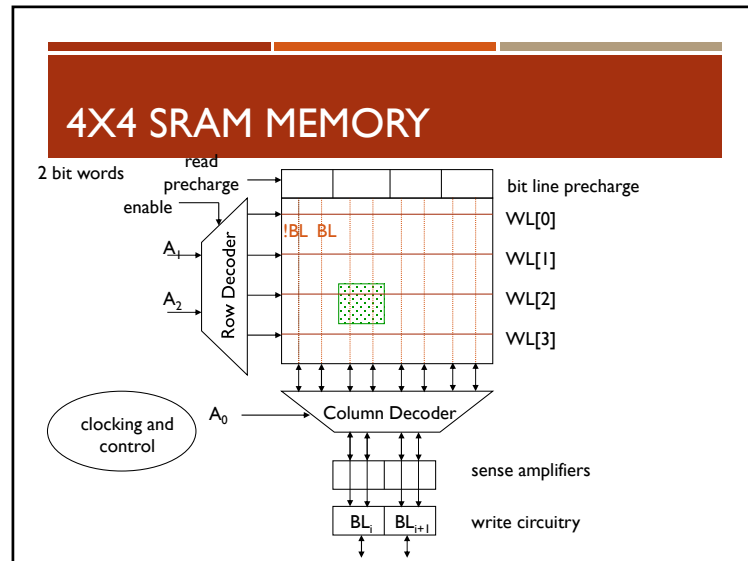 4X4 SRAM MEMORY
2 bit words
read
precharge
bit line precharge
enable
WL[0]
!BL BL
A₁
WL[1]
Row Decoder
A₂
WL[2]
WL[3]
clocking and
control
A₀
Column Decoder
sense amplifiers
BLᵢ BLᵢ₊₁
write circuitry